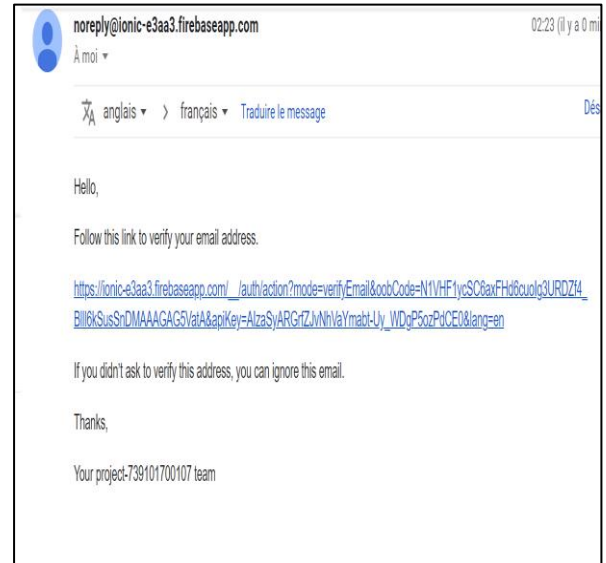 noreply@ionic-e3aa3.firebaseapp.com 02:23 (il y a 0 mi
À moi
anglais > français Traduire le message Dés
Hello,
Follow this link to verify your email address.
https://ionic-e3aa3.firebaseapp.com/__/auth/action?mode=verifyEmail&oobCode=N1VHF1ycSC6axFHd6cuolg3URDZf4_
BIll6kSusSnDMAAAGAG5VatA&apiKey=AIzaSyARGrfZJvNhVaYmabt-Uy_WDgP5ozPdCE0&lang=en
If you didn't ask to verify this address, you can ignore this email.
Thanks,
Your project-739101700107 team